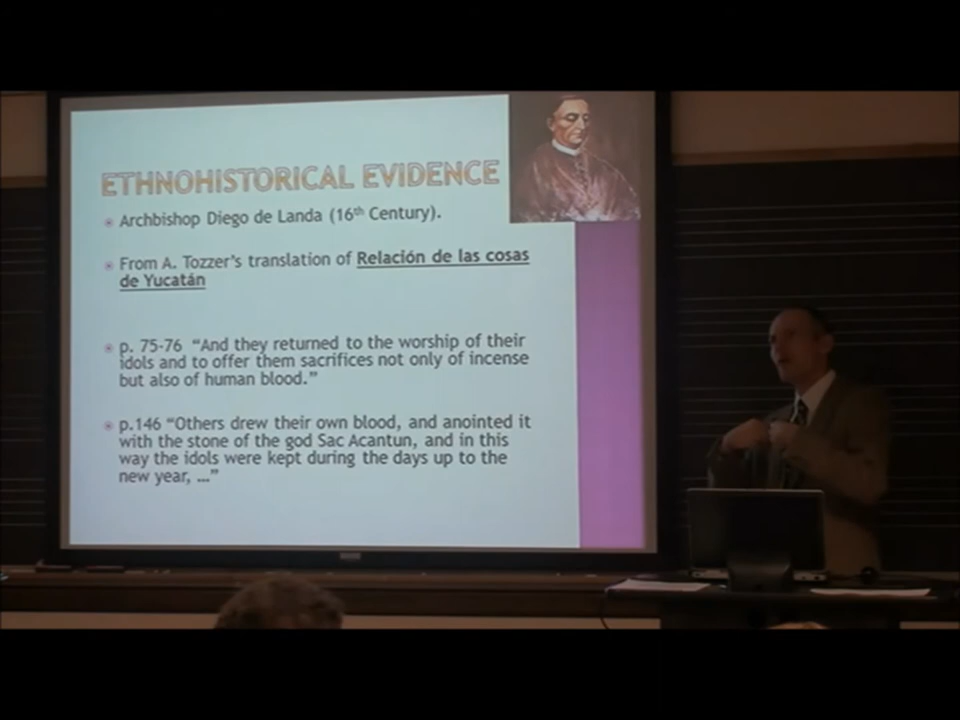 ETHNOHISTORICAL EVIDENCE
Archbishop Diego de Landa (16th Century).
From A. Tozzer's translation of Relación de las cosas
de Yucatán
p. 75-76 "And they returned to the worship of their
idols and to offer them sacrifices not only of incense
but also of human blood."
p.146 "Others drew their own blood, and anointed it
with the stone of the god Sac Acantun, and in this
way the idols were kept during the days up to the
new year, …"